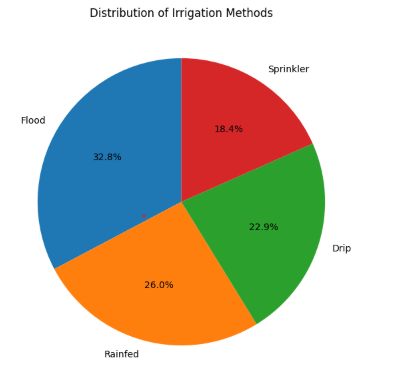 Distribution of Irrigation Methods
Sprinkler
Flood
18.4%
32.8%
22.9%
Drip
26.0%
Rainfed